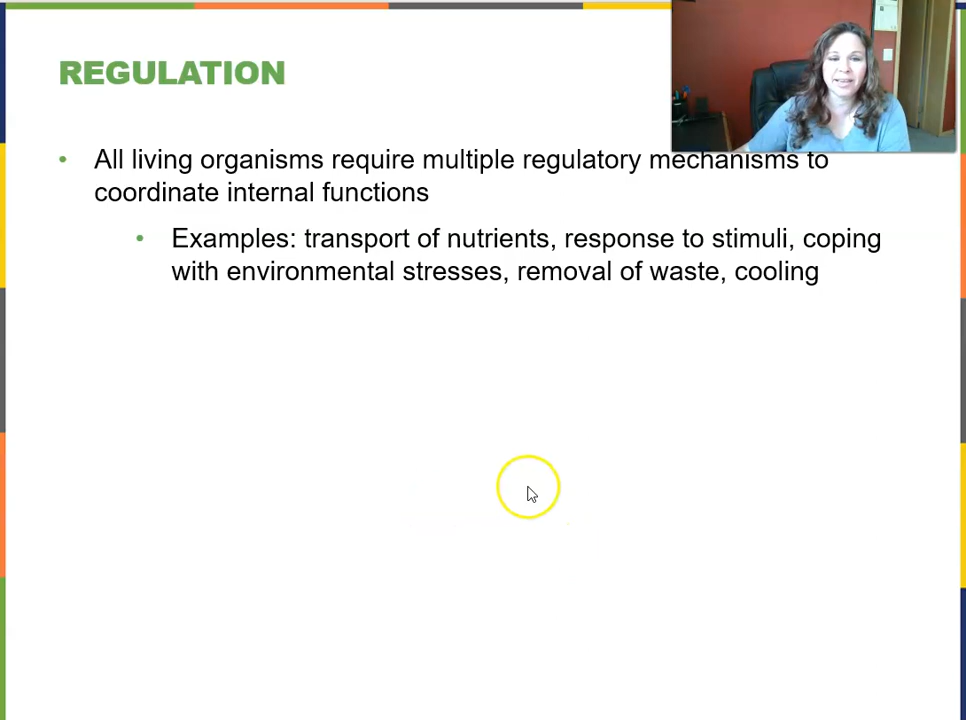 REGULATION
• All living organisms require multiple regulatory mechanisms to
coordinate internal functions
• Examples: transport of nutrients, response to stimuli, coping
with environmental stresses, removal of waste, cooling